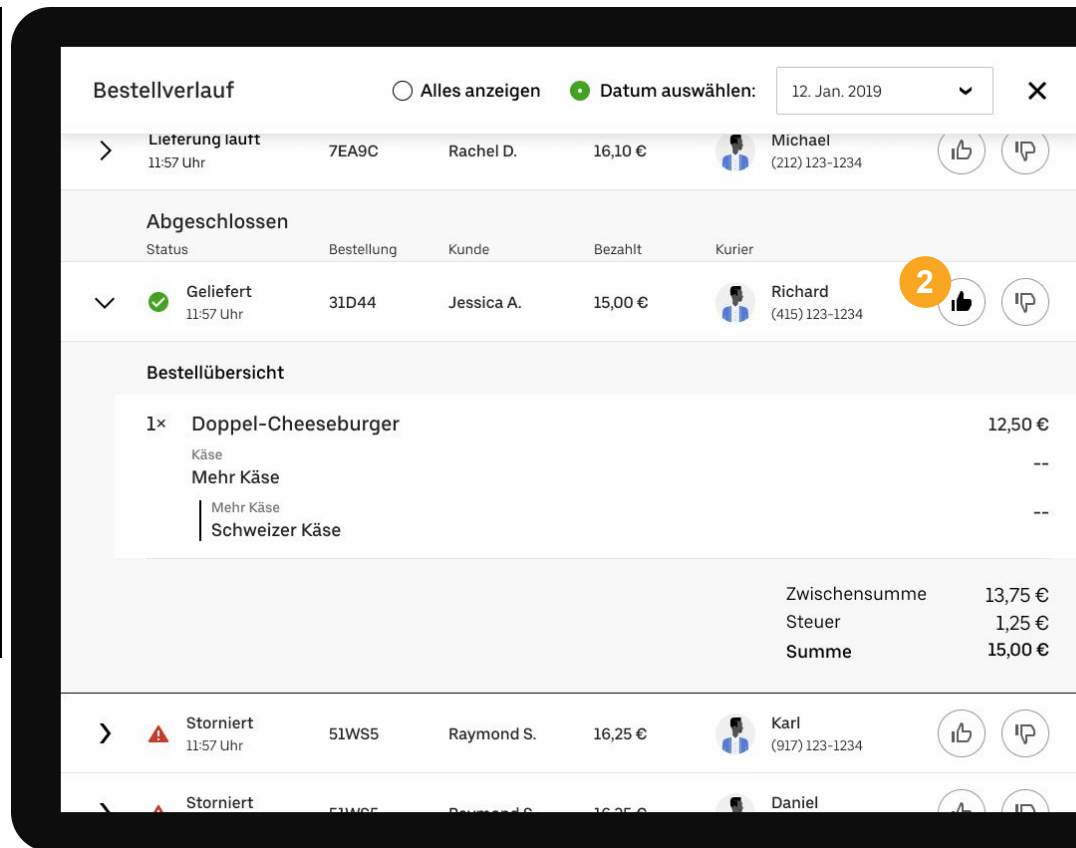 Bestellverlauf Alles anzeigen Datum auswählen: 12. Jan. 2019
Lieferung läuft 7EA9C Rachel D. 16,10 € Michael
11:57 Uhr (212) 123-1234
Abgeschlossen
Status Bestellung Kunde Bezahlt Kurier
2
Geliefert 31D44 Jessica A. 15,00 € Richard
11:57 Uhr (415) 123-1234
Bestellübersicht
1× Doppel-Cheeseburger 12,50 €
Käse
Mehr Käse --
Mehr Käse
Schweizer Käse --
Zwischensumme 13,75 €
Steuer 1,25 €
Summe 15,00 €
Storniert 51WS5 Raymond S. 16,25 € Karl
11:57 Uhr (917) 123-1234
Storniert 51WS5 Raymond S. 16,25 € Daniel